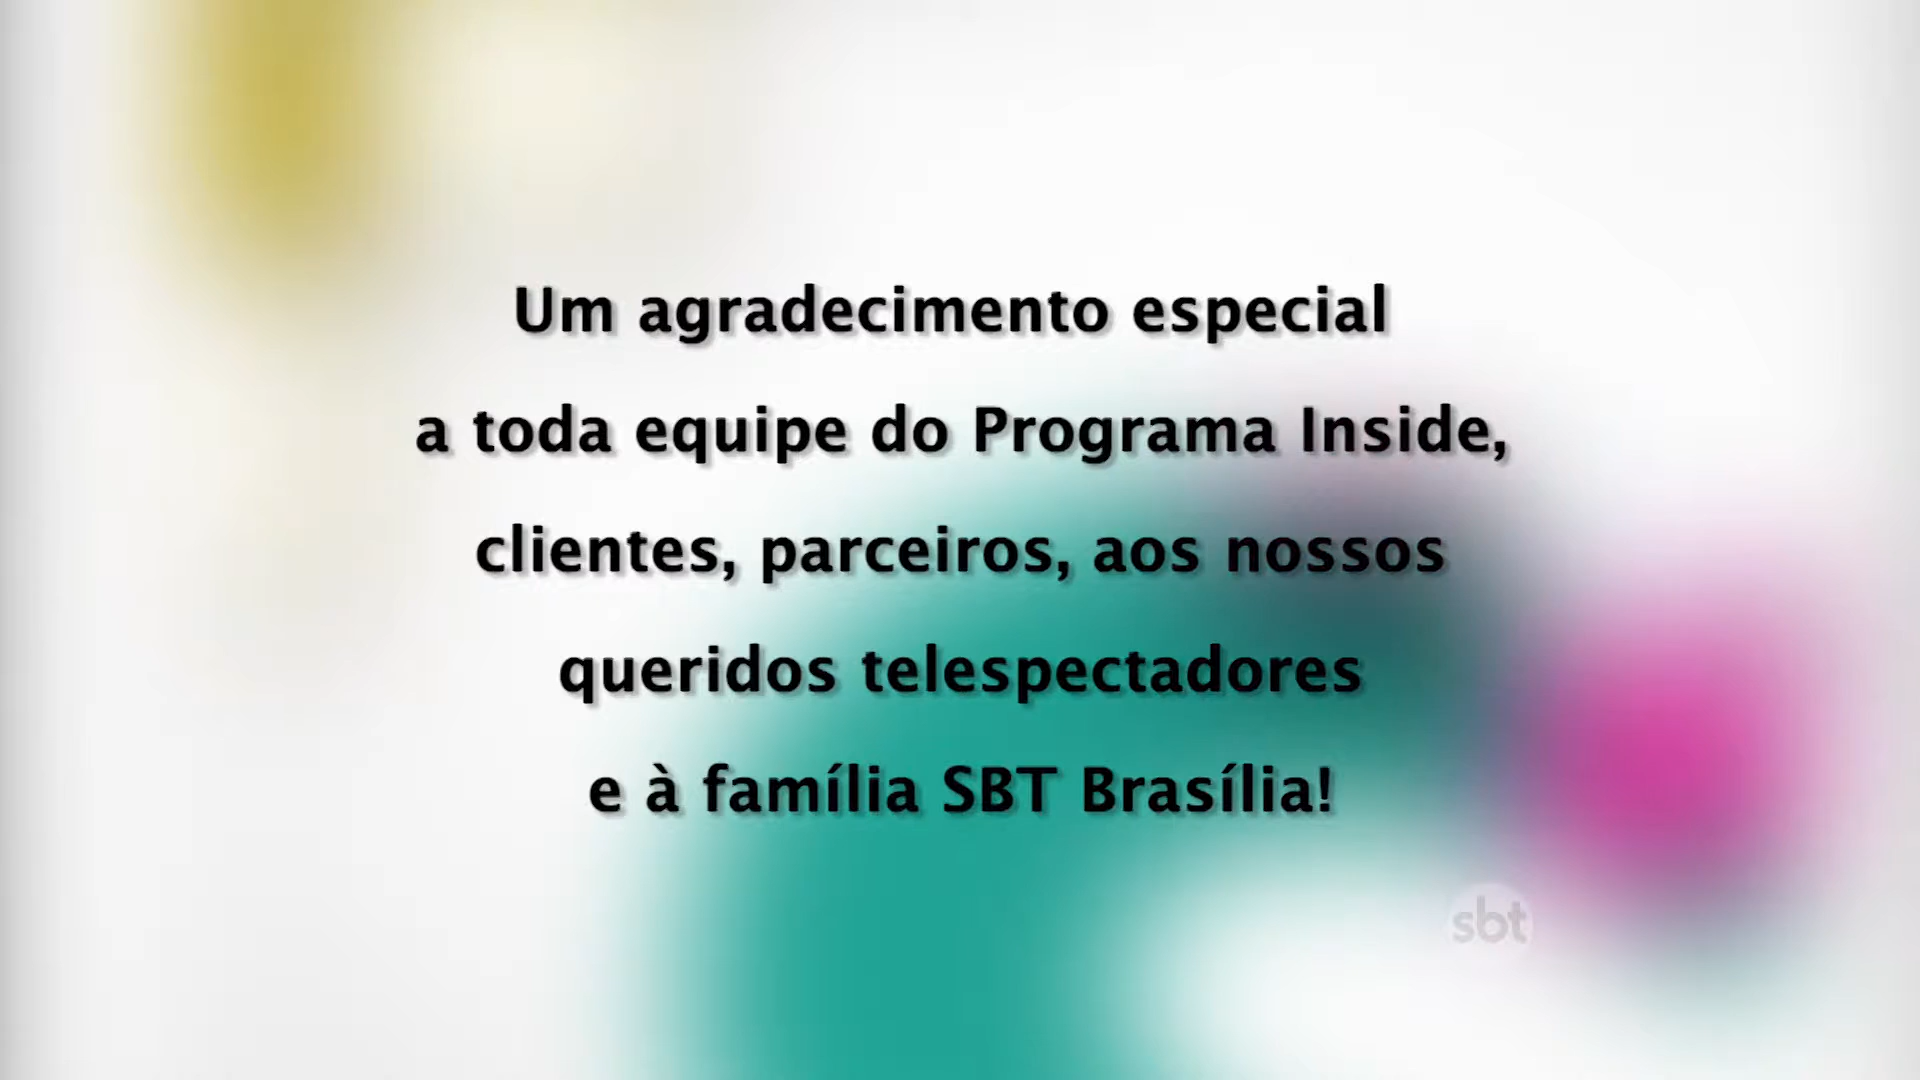 Um agradecimento especial
a toda equipe do Programa Inside,
clientes, parceiros, aos nossos
queridos telespectadores
e à família SBT Brasília!
sbt